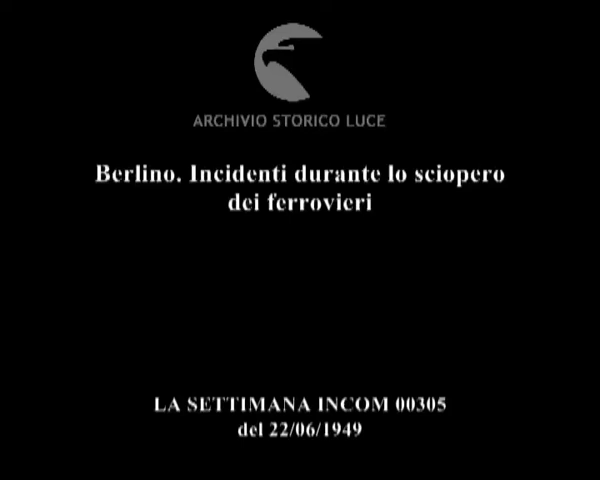 ARCHIVIO STORICO LUCE
Berlino. Incidenti durante lo sciopero
dei ferrovieri
LA SETTIMANA INCOM 00305
del 22/06/1949